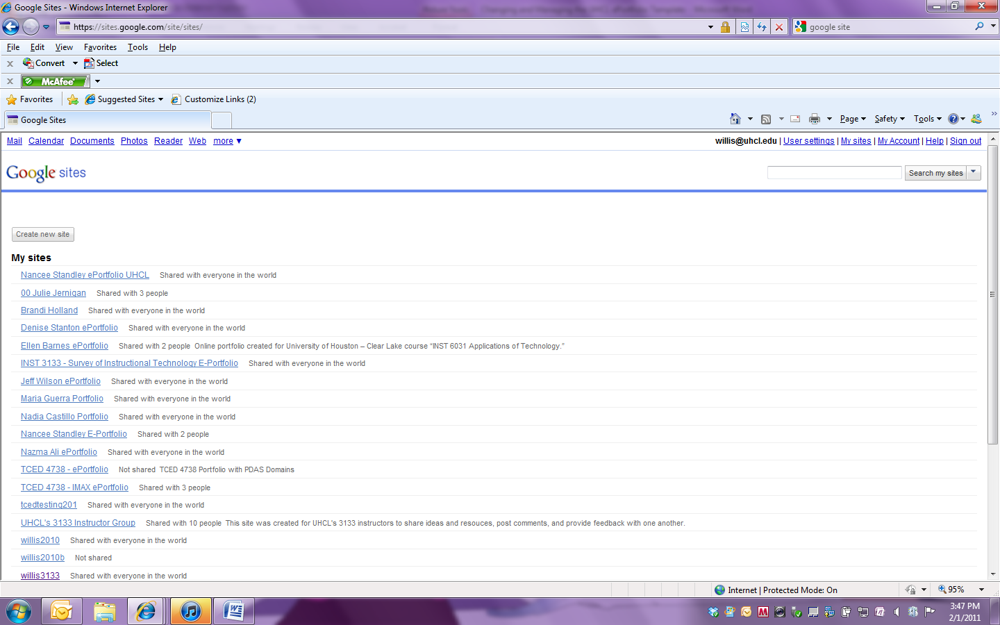 Google Sites - Windows Internet Explorer
https://sites.google.com/site/sites/
google site
File Edit View Favorites Tools Help
x Convert Select
x McAfee
Favorites Suggested Sites Customize Links (2)
Google Sites
Page Safety Tools
Mail Calendar Documents Photos Reader Web more ▼
willis@uhcl.edu | User settings | My sites | My Account | Help | Sign out
Google sites
Search my sites
Create new site
My sites
Nancee Standley ePortfolio UHCL Shared with everyone in the world
00 Julie Jernigan Shared with 3 people
Brandi Holland Shared with everyone in the world
Denise Stanton ePortfolio Shared with everyone in the world
Ellen Barnes ePortfolio Shared with 2 people Online portfolio created for University of Houston – Clear Lake course “INST 6031 Applications of Technology.”
INST 3133 - Survey of Instructional Technology E-Portfolio Shared with everyone in the world
Jeff Wilson ePortfolio Shared with everyone in the world
Maria Guerra Portfolio Shared with everyone in the world
Nadia Castillo Portfolio Shared with everyone in the world
Nancee Standley E-Portfolio Shared with 2 people
Nazma Ali ePortfolio Shared with everyone in the world
TCED 4738 - ePortfolio Not shared TCED 4738 Portfolio with PDAS Domains
TCED 4738 - IMAX ePortfolio Shared with 3 people
tcedtesting201 Shared with everyone in the world
UHCL's 3133 Instructor Group Shared with 10 people This site was created for UHCL's 3133 instructors to share ideas and resouces, post comments, and provide feedback with one another.
willis2010 Shared with everyone in the world
willis2010b Not shared
willis3133 Shared with everyone in the world
Internet | Protected Mode: On
95%
3:47 PM
2/1/2011